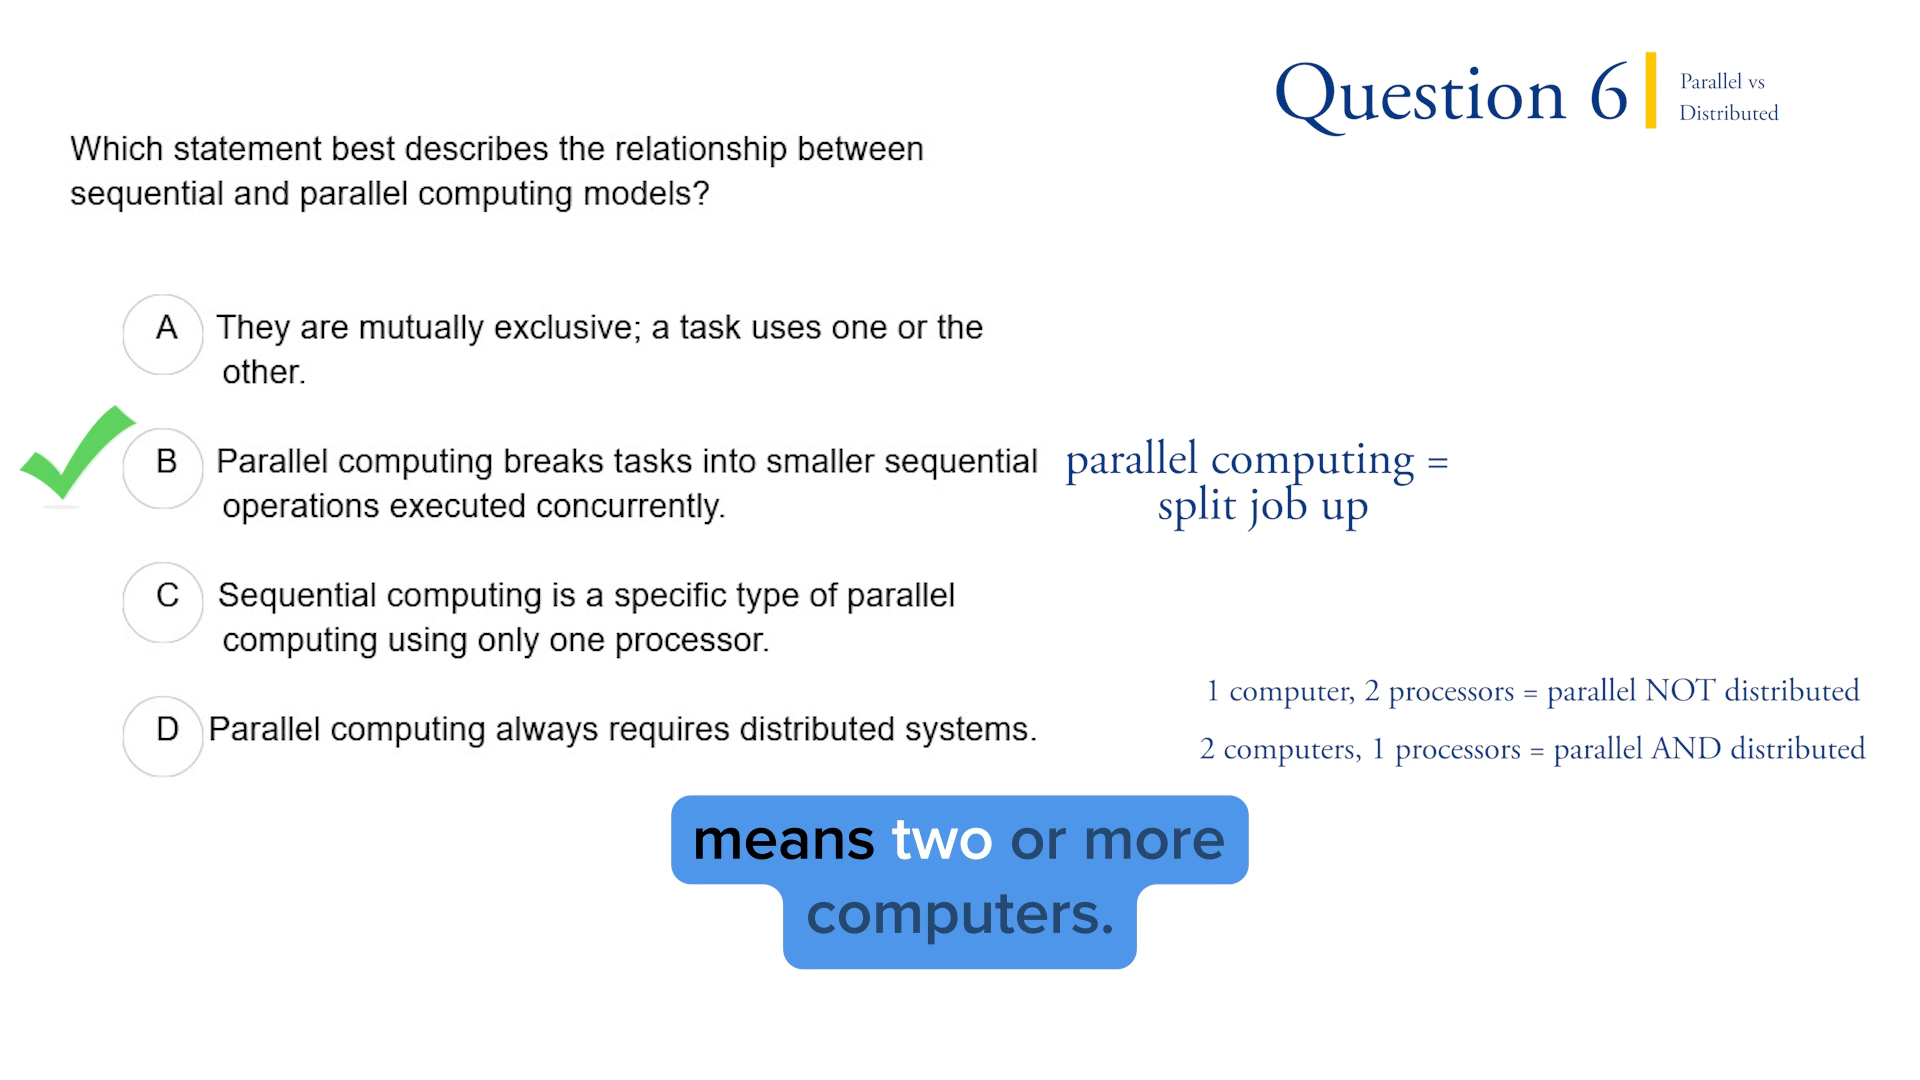 Question 6
Parallel vs
Distributed
Which statement best describes the relationship between
sequential and parallel computing models?
A They are mutually exclusive; a task uses one or the
other.
B Parallel computing breaks tasks into smaller sequential
operations executed concurrently.
parallel computing =
split job up
C Sequential computing is a specific type of parallel
computing using only one processor.
D Parallel computing always requires distributed systems.
1 computer, 2 processors = parallel NOT distributed
2 computers, 1 processors = parallel AND distributed
means two or more
computers.